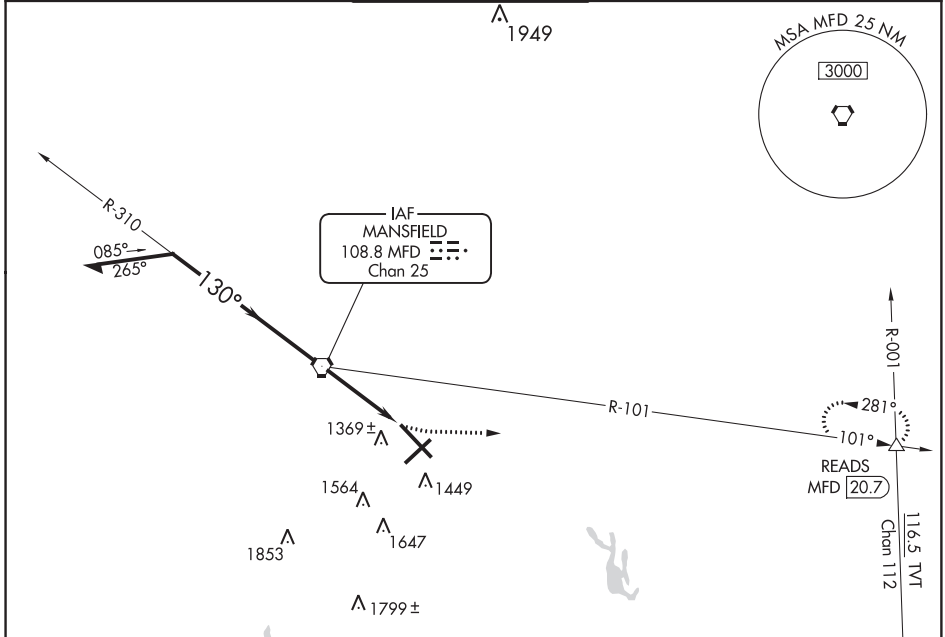 1949
MSA MFD 25 NM
3000
R-310
IAF
MANSFIELD
108.8 MFD
Chan 25
085°
265°
130°
R-001
R-101
281°
101°
1369 ±
READS
MFD 20.7
1564
1449
1647
1853
116.5 TVT
Chan 112
1799 ±